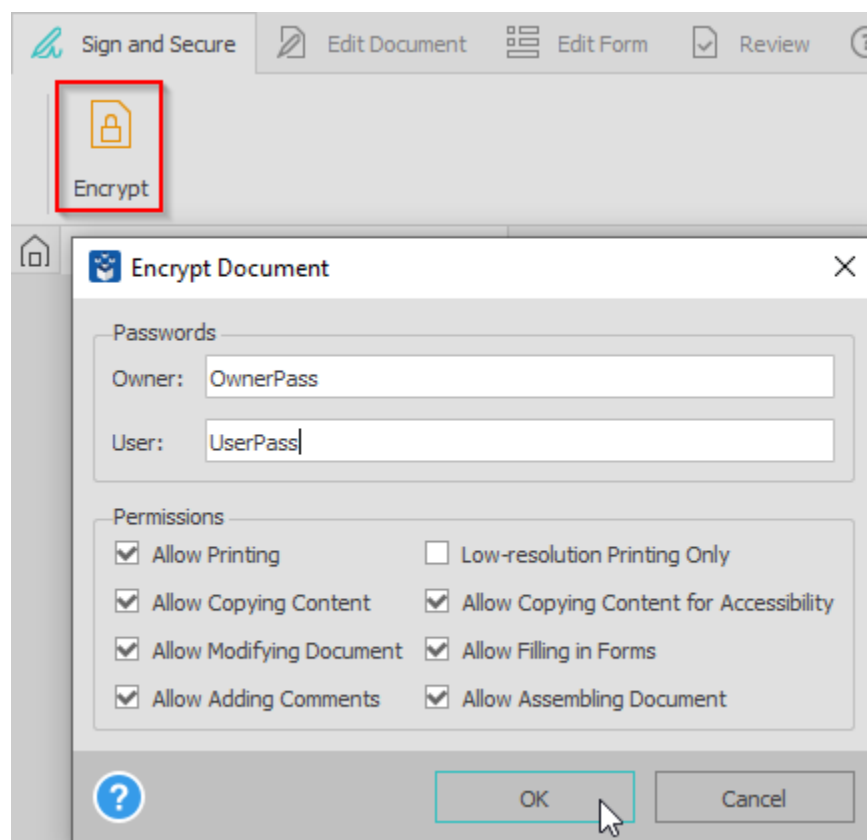 Sign and Secure Edit Document Edit Form Review ?
Encrypt
Encrypt Document
Passwords
Owner: OwnerPass
User: UserPass
Permissions
Allow Printing Low-resolution Printing Only
Allow Copying Content Allow Copying Content for Accessibility
Allow Modifying Document Allow Filling in Forms
Allow Adding Comments Allow Assembling Document
? OK Cancel